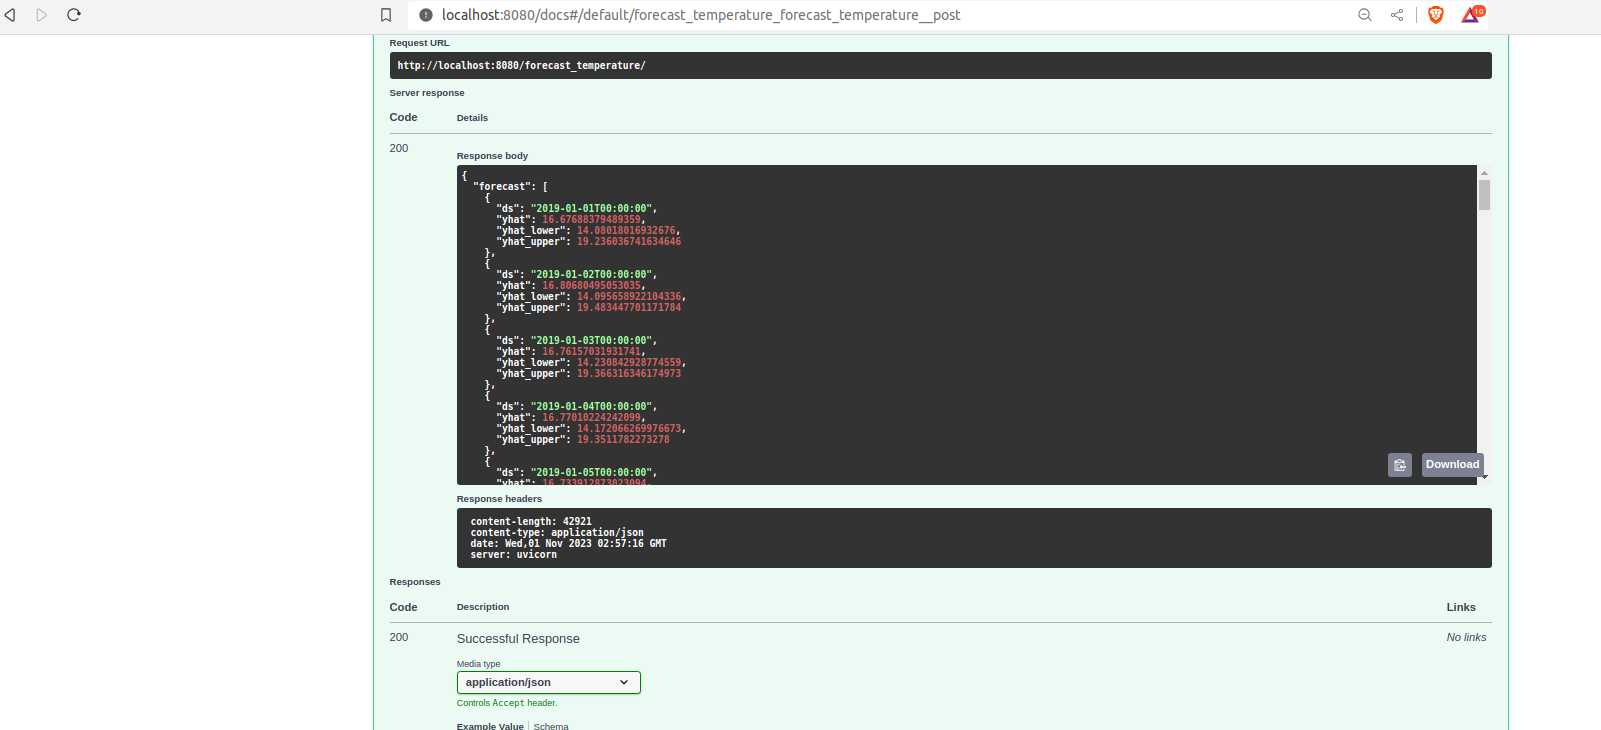 localhost:8080/docs#/default/forecast_temperature_forecast_temperature__post
10
Request URL
http://localhost:8080/forecast_temperature/
Server response
Code Details
200
Response body
{
"forecast": [
{
"ds": "2019-01-01T00:00:00",
"yhat": 16.67688379489359,
"yhat_lower": 14.08018016932676,
"yhat_upper": 19.236036741634646
},
{
"ds": "2019-01-02T00:00:00",
"yhat": 16.80680495053035,
"yhat_lower": 14.095658922104336,
"yhat_upper": 19.483447701171784
},
{
"ds": "2019-01-03T00:00:00",
"yhat": 16.76157031931741,
"yhat_lower": 14.230842928774559,
"yhat_upper": 19.366316346174973
},
{
"ds": "2019-01-04T00:00:00",
"yhat": 16.77010224242099,
"yhat_lower": 14.172066269976673,
"yhat_upper": 19.3511782273278
},
{
"ds": "2019-01-05T00:00:00",
"yhat": 16.733912873023094,
Download
Response headers
content-length: 42921
content-type: application/json
date: Wed,01 Nov 2023 02:57:16 GMT
server: uvicorn
Responses
Code Description Links
200 Successful Response No links
Media type
application/json
Controls Accept header.
Example Value Schema